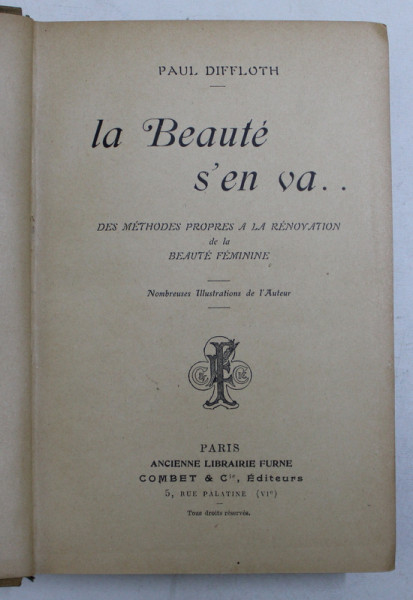 PAUL DIFFLOTH
la Beauté
s'en va..
DES MÉTHODES PROPRES A LA RÉNOVATION
de la
BEAUTÉ FÉMININE
Nombreuses Illustrations de l'Auteur
PARIS
ANCIENNE LIBRAIRIE FURNE
COMBET & Cie, Éditeurs
5, RUE PALATINE (VIe)
Tous droits réservés.